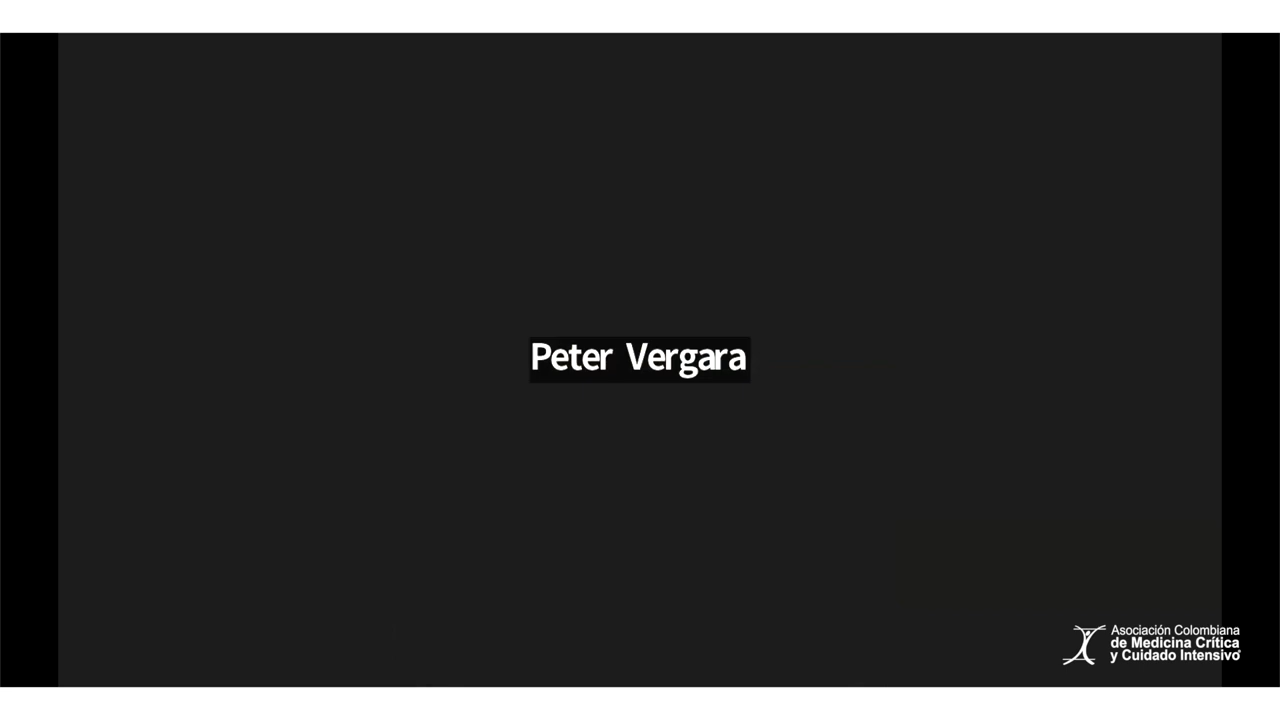 Peter Vergara
Asociación Colombiana
de Medicina Crítica
y Cuidado Intensivo